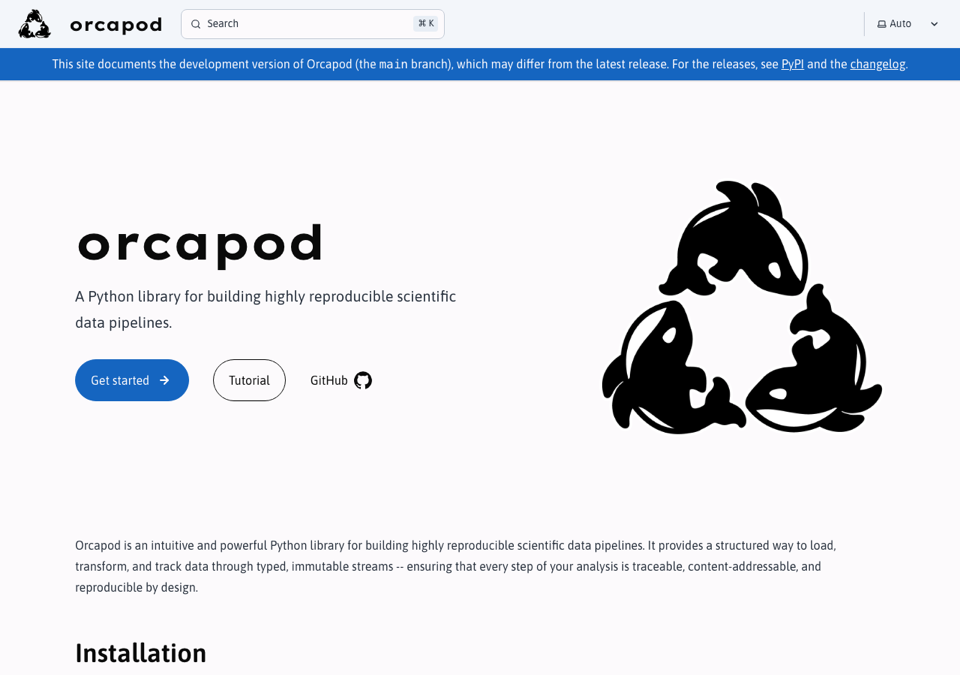 orcapod
Search
⌘ K
Auto
This site documents the development version of Orcapod (the main branch), which may differ from the latest release. For the releases, see PyPI and the changelog.
orcapod
A Python library for building highly reproducible scientific
data pipelines.
Get started
Tutorial
GitHub
Orcapod is an intuitive and powerful Python library for building highly reproducible scientific data pipelines. It provides a structured way to load,
transform, and track data through typed, immutable streams -- ensuring that every step of your analysis is traceable, content-addressable, and
reproducible by design.
Installation